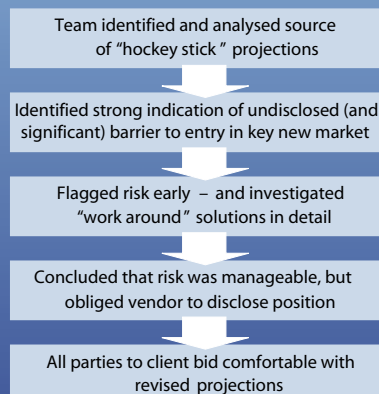 Team identified and analysed source
of “hockey stick” projections
Identified strong indication of undisclosed (and
significant) barrier to entry in key new market
Flagged risk early – and investigated
“work around” solutions in detail
Concluded that risk was manageable, but
obliged vendor to disclose position
All parties to client bid comfortable with
revised projections